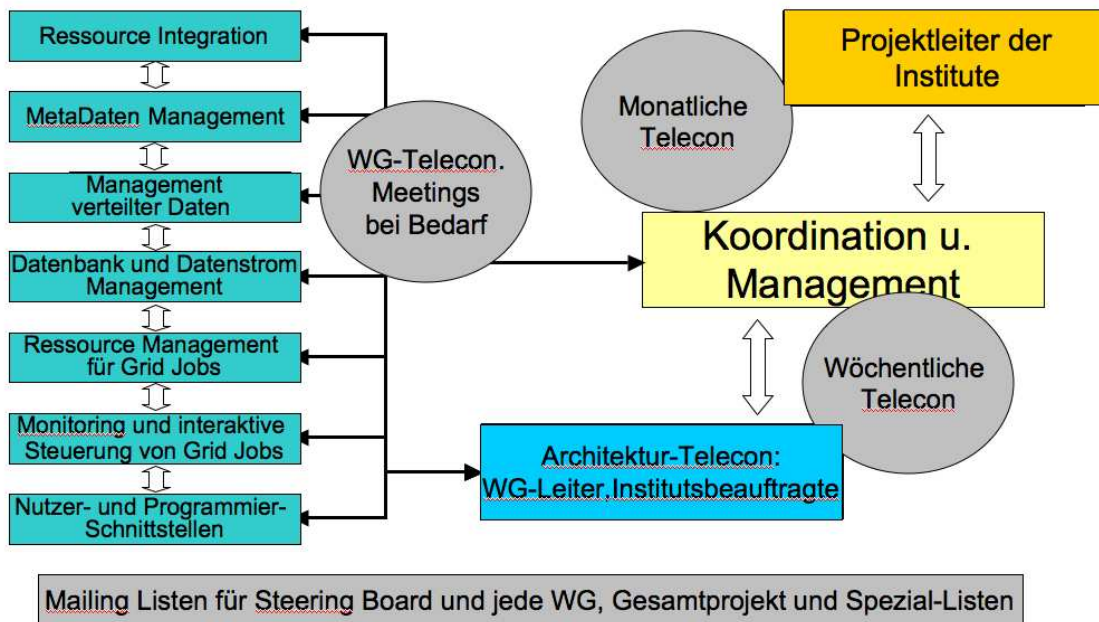 Ressource Integration
MetaDaten Management
Management
verteilter Daten
Datenbank und Datenstrom
Management
Ressource Management
für Grid Jobs
Monitoring und interaktive
Steuerung von Grid Jobs
Nutzer- und Programmier-
Schnittstellen
WG-Telecon.
Meetings
bei Bedarf
Monatliche
Telecon
Projektleiter der
Institute
Koordination u.
Management
Wöchentliche
Telecon
Architektur-Telecon:
WG-Leiter,Institutsbeauftragte
Mailing Listen für Steering Board und jede WG, Gesamtprojekt und Spezial-Listen